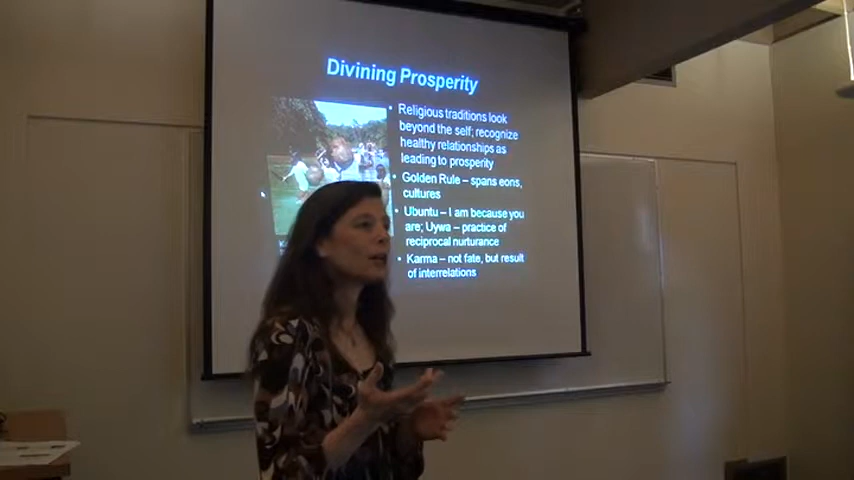 Divining Prosperity
• Religious traditions look
beyond the self; recognize
healthy relationships as
leading to prosperity
• Golden Rule – spans eons,
cultures
• Ubuntu – I am because you
are; Uywa – practice of
reciprocal nurturance
• Karma – not fate, but result
of interrelations